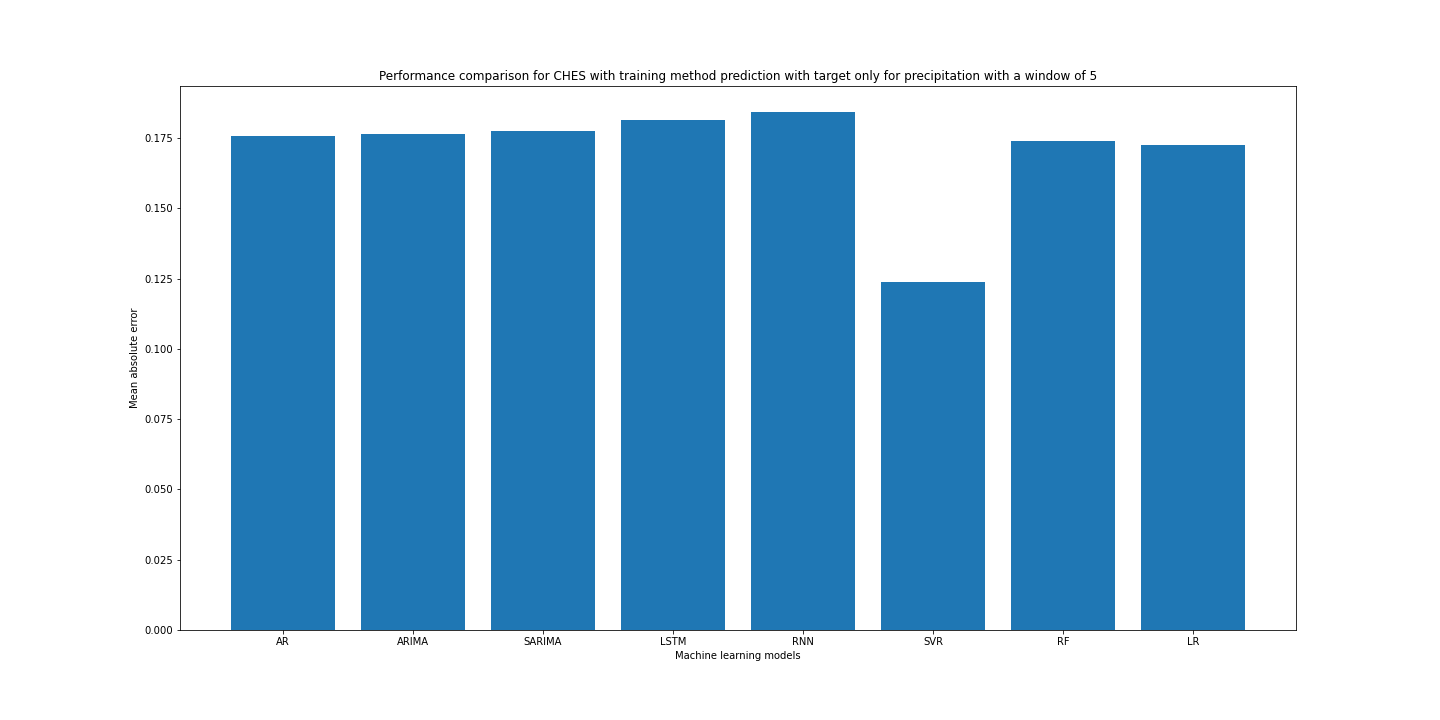 Performance comparison for CHES with training method prediction with target only for precipitation with a window of 5
0.175
0.150
0.125
0.100
0.075
0.050
0.025
0.000
Mean absolute error
AR ARIMA SARIMA LSTM RNN SVR RF LR
Machine learning models